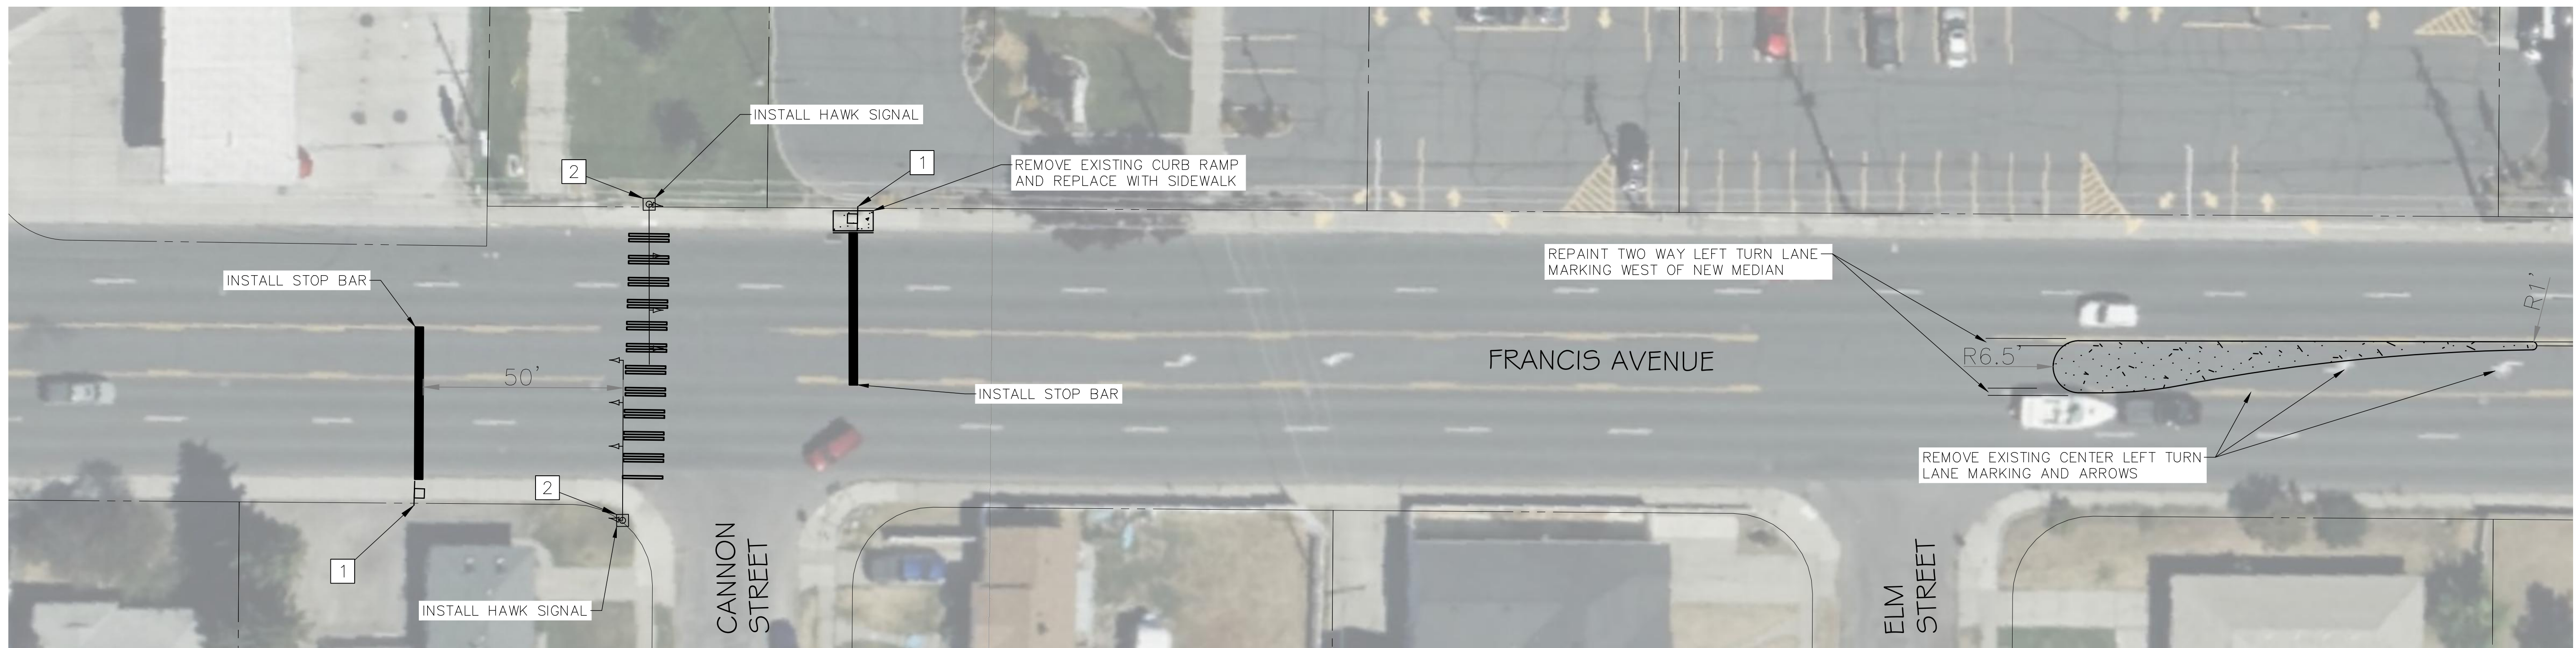 INSTALL HAWK SIGNAL
2
1
REMOVE EXISTING CURB RAMP
AND REPLACE WITH SIDEWALK
INSTALL STOP BAR
REPAINT TWO WAY LEFT TURN LANE
MARKING WEST OF NEW MEDIAN
R1'
FRANCIS AVENUE
R6.5'
50'
INSTALL STOP BAR
REMOVE EXISTING CENTER LEFT TURN
LANE MARKING AND ARROWS
2
1
INSTALL HAWK SIGNAL
CANNON
STREET
ELM
STREET